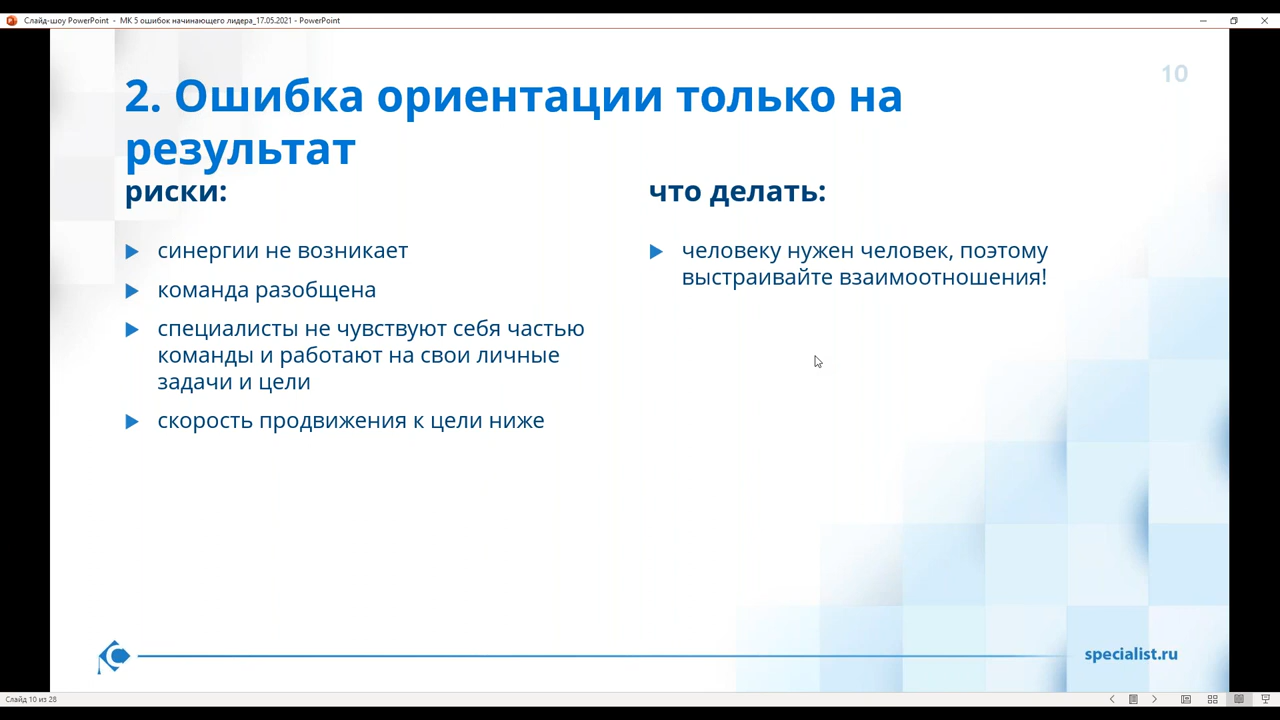 Слайд-шоу PowerPoint - МК 5 ошибок начинающего лидера_17.05.2021 - PowerPoint
10
2. Ошибка ориентации только на
результат
риски:
синергии не возникает
команда разобщена
специалисты не чувствуют себя частью
команды и работают на свои личные
задачи и цели
скорость продвижения к цели ниже
что делать:
человеку нужен человек, поэтому
выстраивайте взаимоотношения!
specialist.ru
Слайд 10 из 28